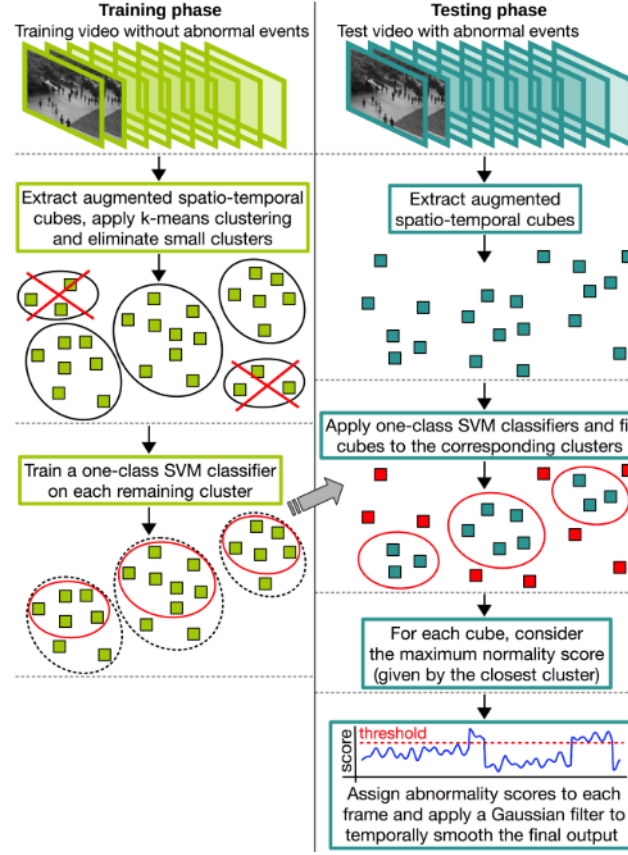 Training phase
Training video without abnormal events
Extract augmented spatio-temporal
cubes, apply k-means clustering
and eliminate small clusters
Train a one-class SVM classifier
on each remaining cluster
Testing phase
Test video with abnormal events
Extract augmented
spatio-temporal cubes
Apply one-class SVM classifiers and fi
cubes to the corresponding clusters
For each cube, consider
the maximum normality score
(given by the closest cluster)
score
threshold
Assign abnormality scores to each
frame and apply a Gaussian filter to
temporally smooth the final output